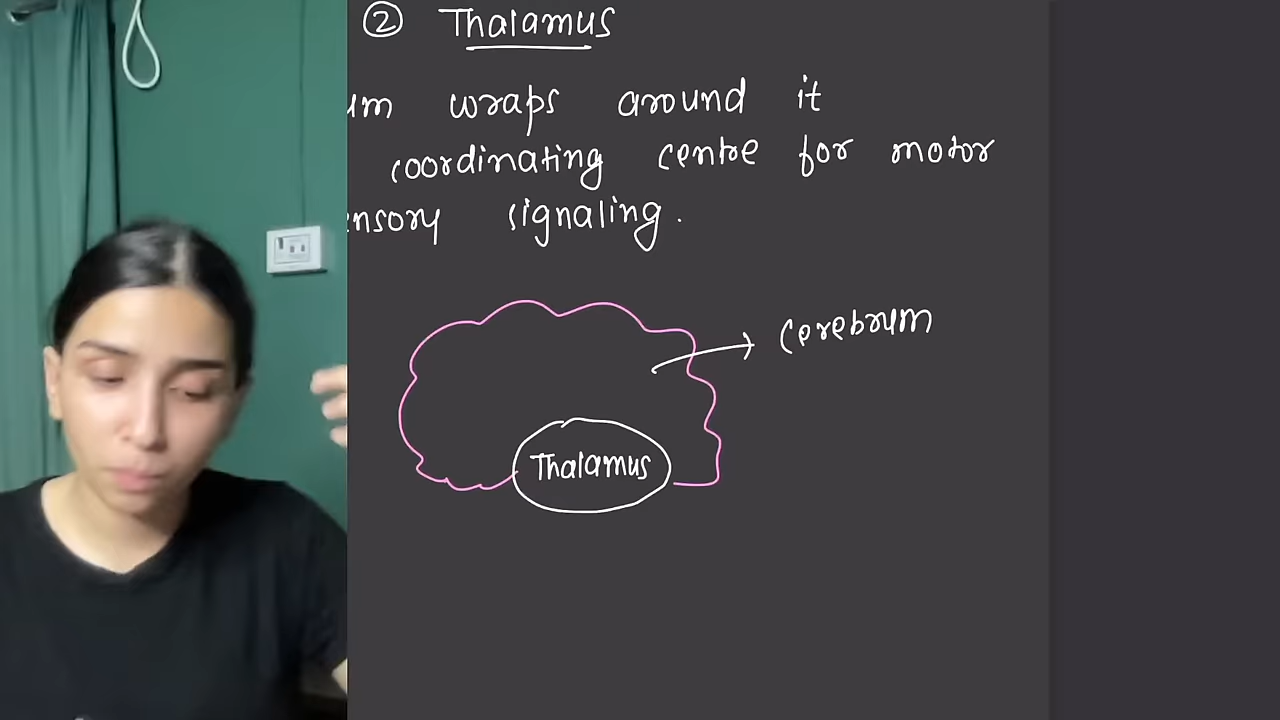 ② Thalamus
um wraps around it
coordinating centre for motor
ensory signaling.
Cerebrum
Thalamus